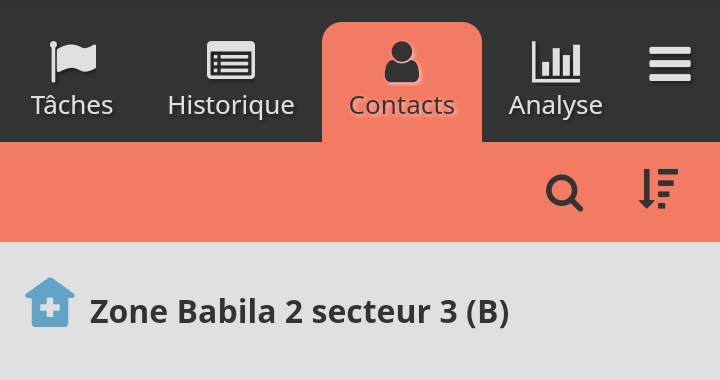 Tâches
Historique
Contacts
Analyse
Zone Babila 2 secteur 3 (B)